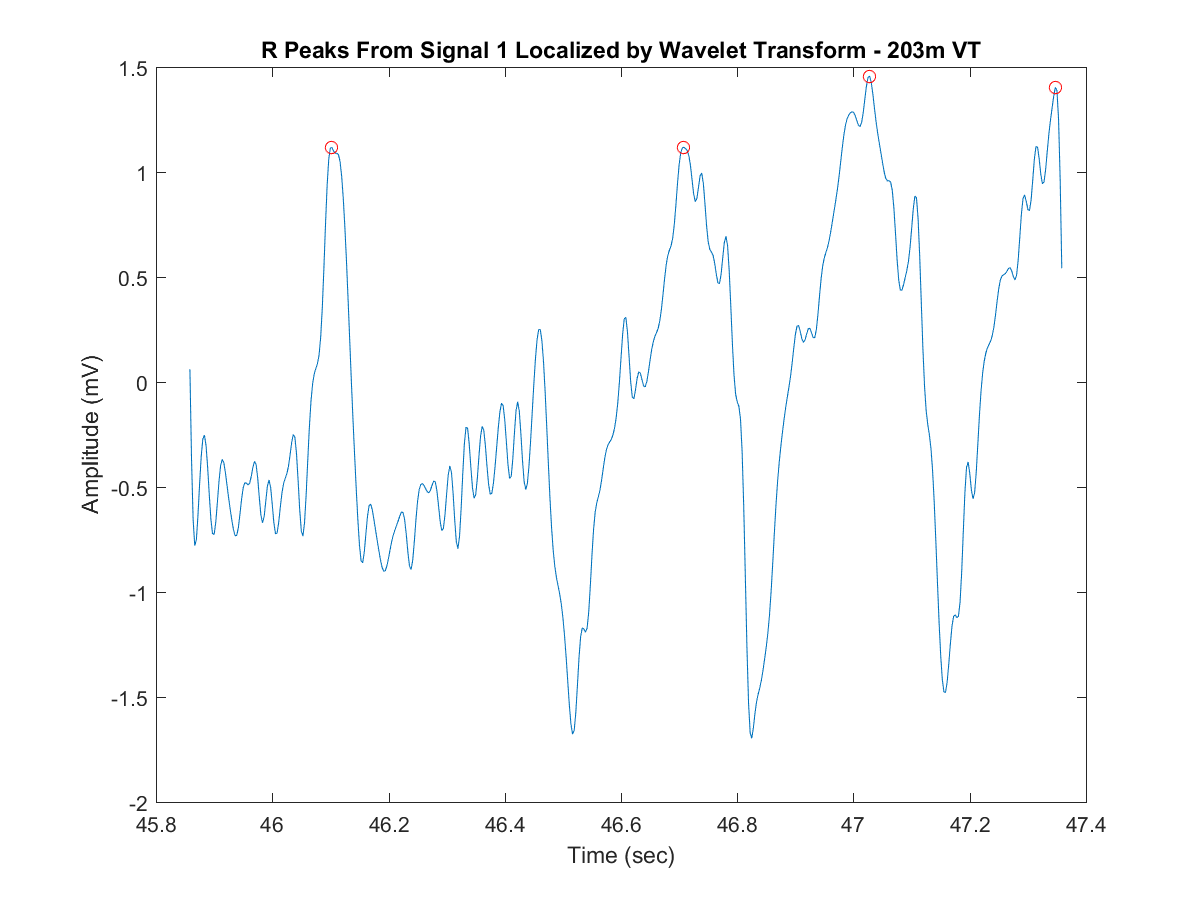 R Peaks From Signal 1 Localized by Wavelet Transform - 203m VT
1.5
1
0.5
0
-0.5
-1
-1.5
-2
Amplitude (mV)
45.8 46 46.2 46.4 46.6 46.8 47 47.2 47.4
Time (sec)